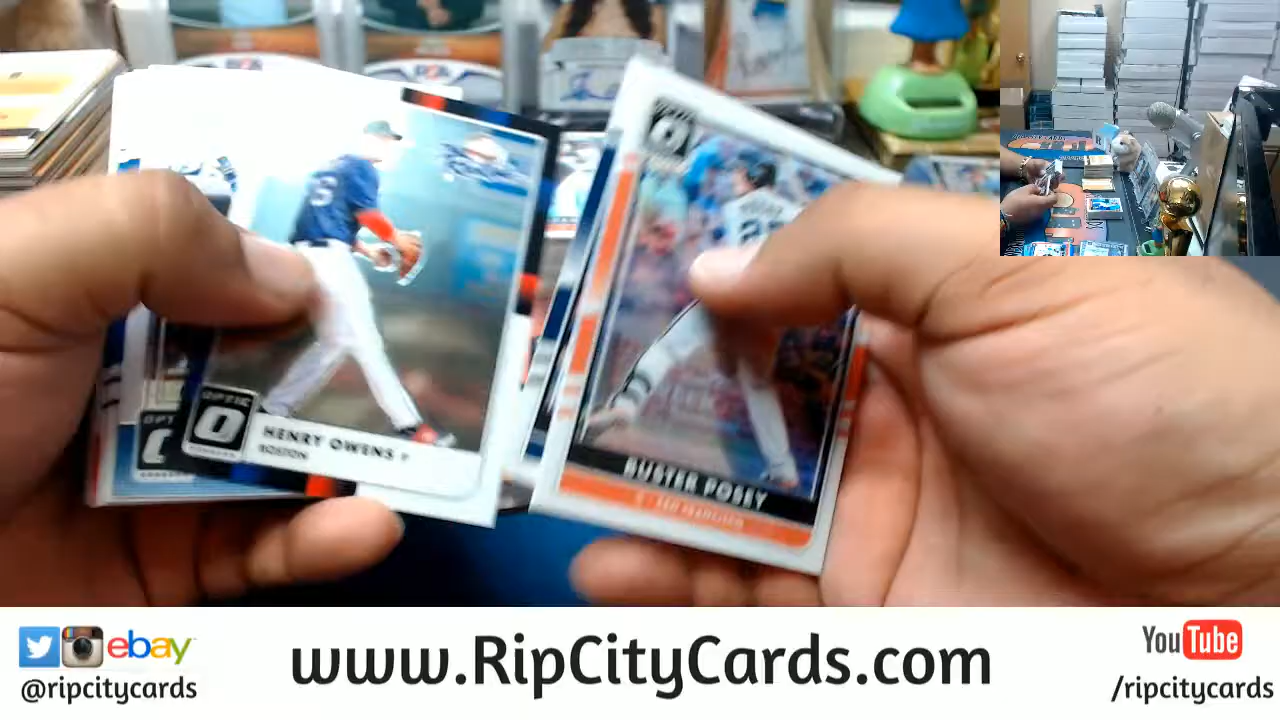 OPTIC
HENRY OWENS P
BOSTON
BUSTER POSEY
C - SAN FRANCISCO
ebay
@ripcitycards
www.RipCityCards.com
YouTube
/ripcitycards